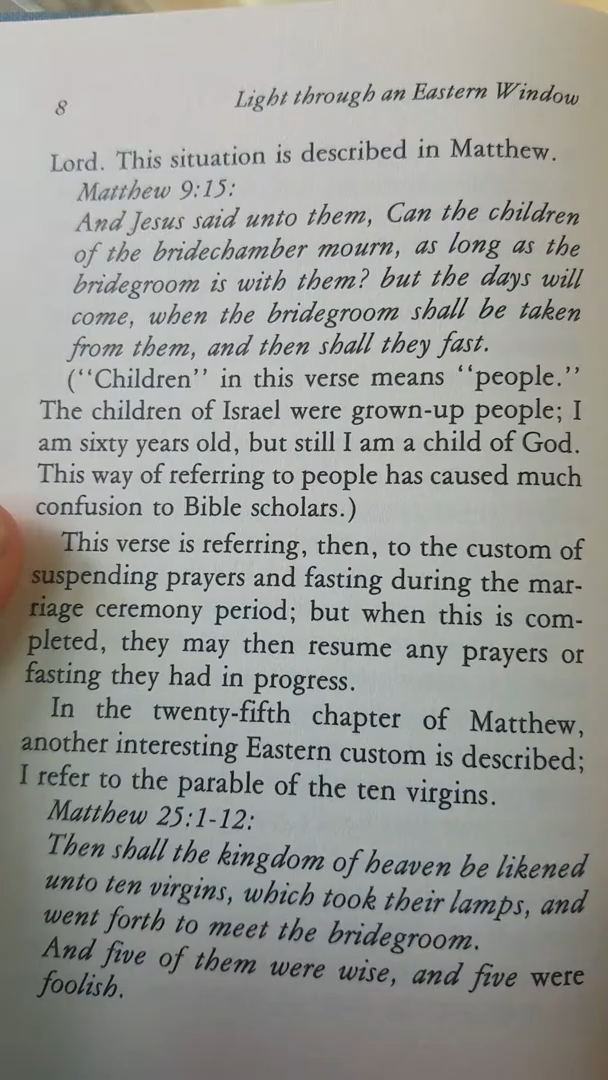 8 Light through an Eastern Window
Lord. This situation is described in Matthew.
Matthew 9:15:
And Jesus said unto them, Can the children
of the bridechamber mourn, as long as the
bridegroom is with them? but the days will
come, when the bridegroom shall be taken
from them, and then shall they fast.
(‘‘Children’’ in this verse means ‘‘people.’’
The children of Israel were grown-up people; I
am sixty years old, but still I am a child of God.
This way of referring to people has caused much
confusion to Bible scholars.)
This verse is referring, then, to the custom of
suspending prayers and fasting during the mar-
riage ceremony period; but when this is com-
pleted, they may then resume any prayers or
fasting they had in progress.
In the twenty-fifth chapter of Matthew,
another interesting Eastern custom is described;
I refer to the parable of the ten virgins.
Matthew 25:1-12:
Then shall the kingdom of heaven be likened
unto ten virgins, which took their lamps, and
went forth to meet the bridegroom.
And five of them were wise, and five were
foolish.